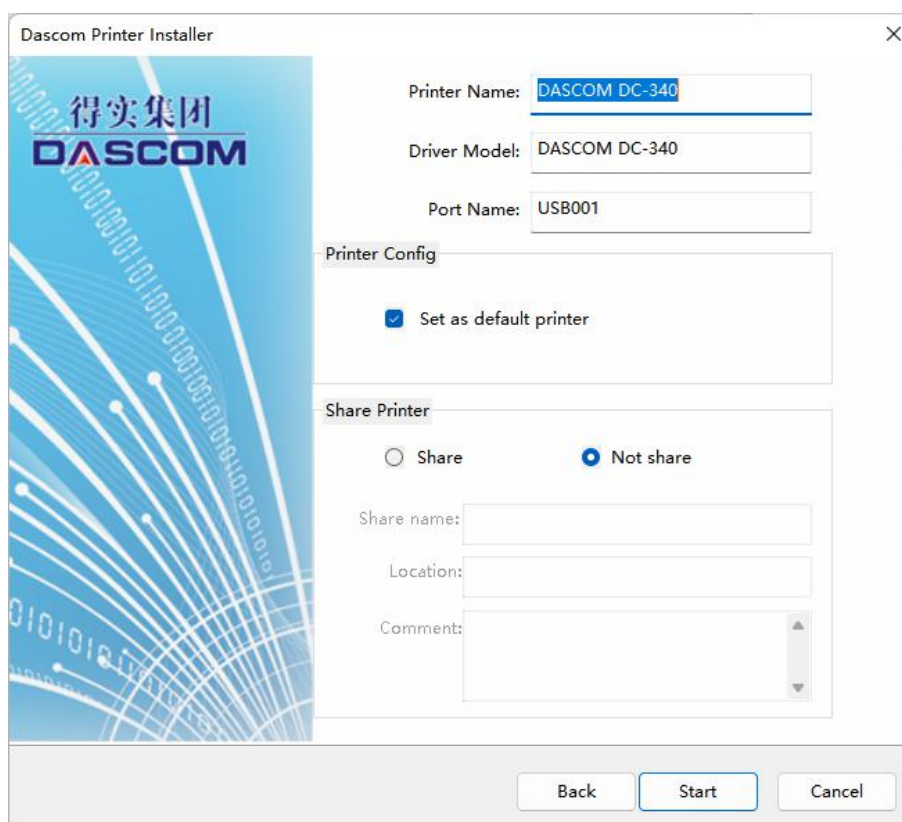 Dascom Printer Installer
得实集团
DASCOM
Printer Name: DASCOM DC-340
Driver Model: DASCOM DC-340
Port Name: USB001
Printer Config
Set as default printer
Share Printer
Share Not share
Share name:
Location:
Comment:
Back Start Cancel